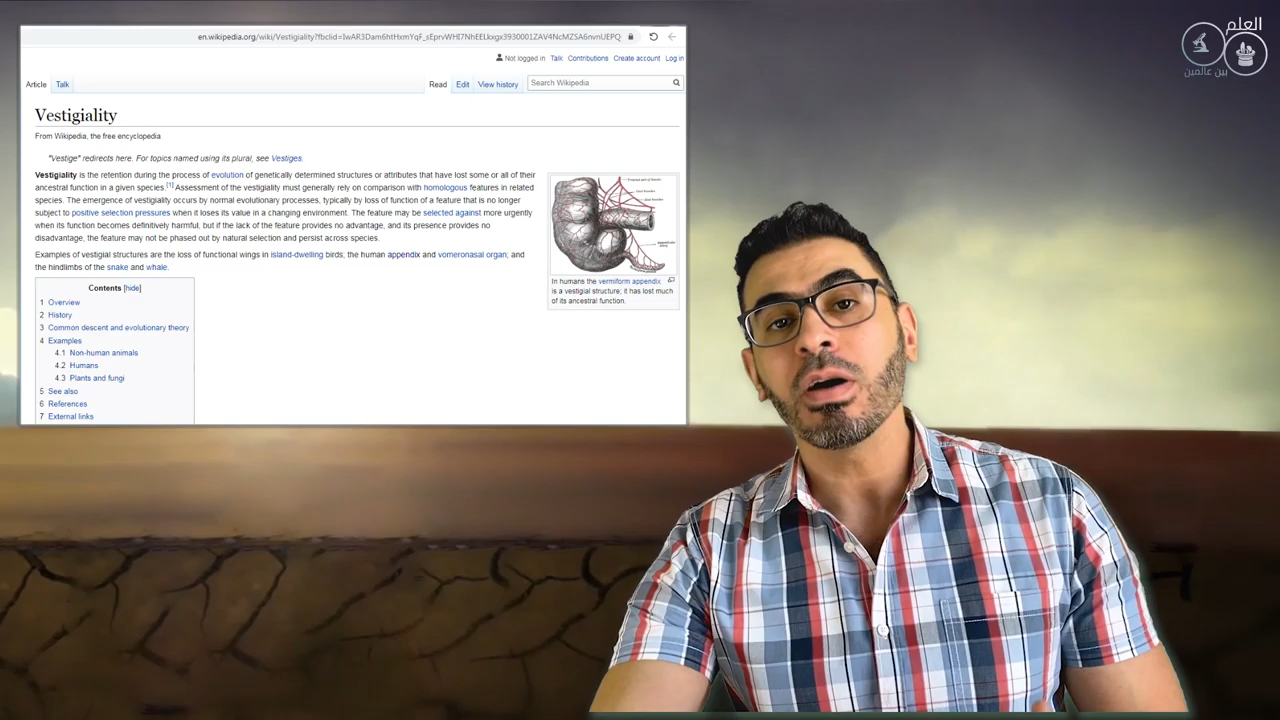 en.wikipedia.org/wiki/Vestigiality?fbclid=IwAR3Dam6htHxmYqF_sEprvWHI7NhEELkxgx3930001ZAV4NcMZSA6nvnUEPQ
العلم
بين عالمين
Not logged in Talk Contributions Create account Log in
Article Talk Read Edit View history Search Wikipedia
Vestigiality
From Wikipedia, the free encyclopedia
"Vestige" redirects here. For topics named using its plural, see Vestiges.
Vestigiality is the retention during the process of evolution of genetically determined structures or attributes that have lost some or all of their
ancestral function in a given species.[1] Assessment of the vestigiality must generally rely on comparison with homologous features in related
species. The emergence of vestigiality occurs by normal evolutionary processes, typically by loss of function of a feature that is no longer
subject to positive selection pressures when it loses its value in a changing environment. The feature may be selected against more urgently
when its function becomes definitively harmful, but if the lack of the feature provides no advantage, and its presence provides no
disadvantage, the feature may not be phased out by natural selection and persist across species.
Examples of vestigial structures are the loss of functional wings in island-dwelling birds; the human appendix and vomeronasal organ; and
the hindlimbs of the snake and whale.
In humans the vermiform appendix
is a vestigial structure; it has lost much
of its ancestral function.
Contents [hide]
1 Overview
2 History
3 Common descent and evolutionary theory
4 Examples
4.1 Non-human animals
4.2 Humans
4.3 Plants and fungi
5 See also
6 References
7 External links